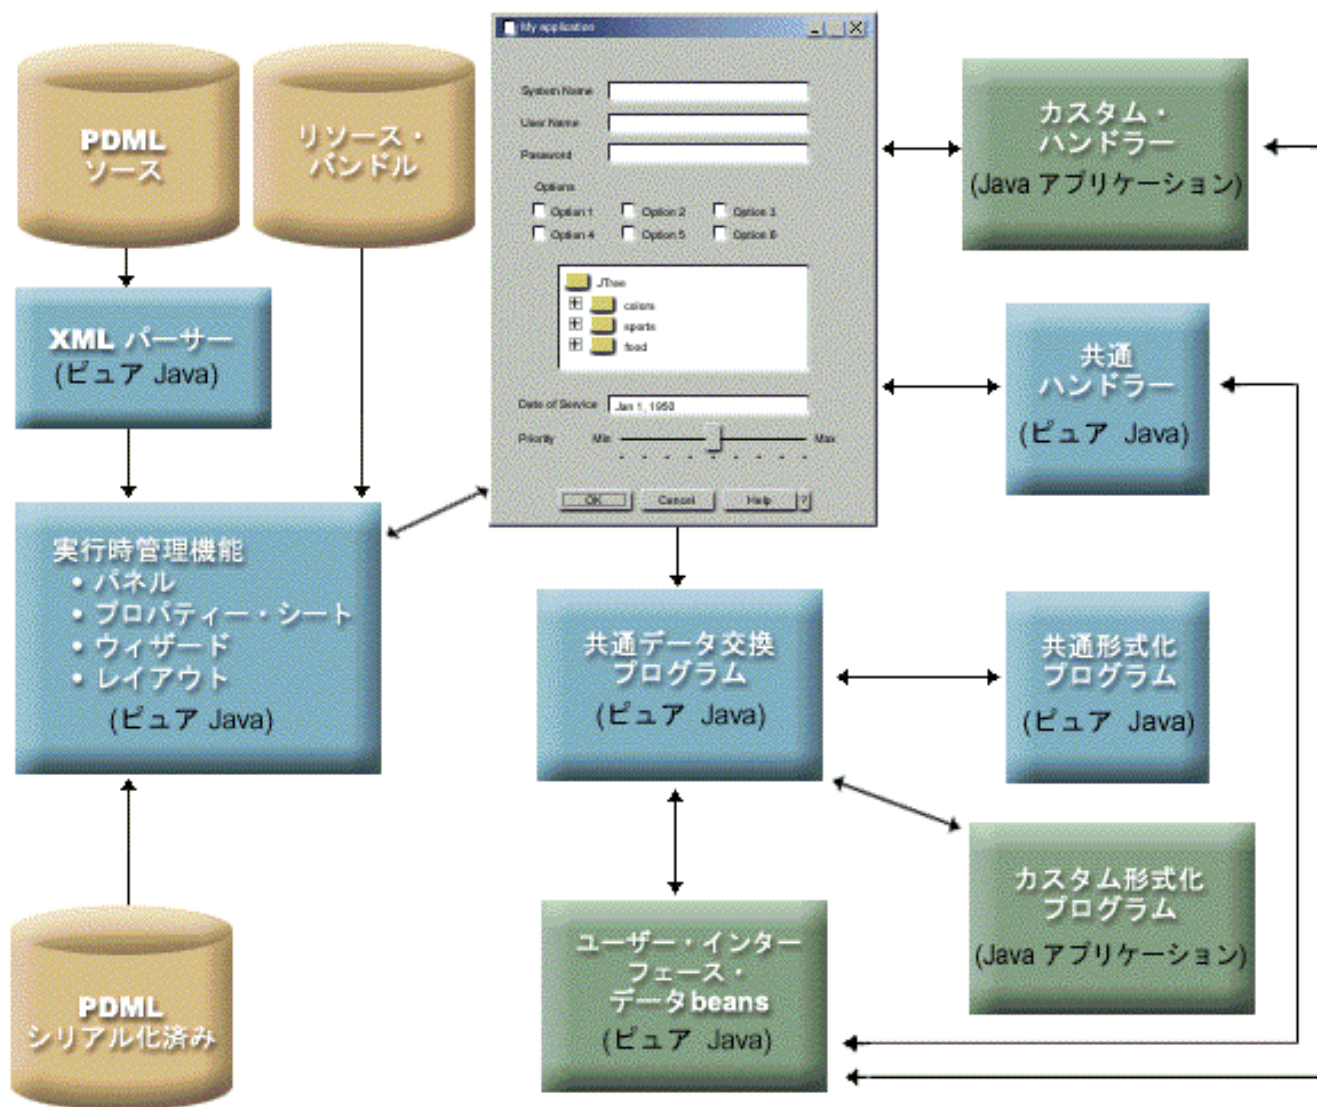 PDML
ソース
リソース・
バンドル
XML パーサー
(ピュア Java)
実行時管理機能
• パネル
• プロパティー・シート
• ウィザード
• レイアウト
(ピュア Java)
PDML
シリアル化済み
My application
System Name
User Name
Password
Options
Option 1 Option 2 Option 3
Option 4 Option 5 Option 6
JTree
colors
sports
food
Date of Service Jan 1, 1950
Priority Min Max
OK Cancel Help ?
共通データ交換
プログラム
(ピュア Java)
ユーザー・インター
フェース・
データbeans
(ピュア Java)
カスタム・
ハンドラー
(Java アプリケーション)
共通
ハンドラー
(ピュア Java)
共通形式化
プログラム
(ピュア Java)
カスタム形式化
プログラム
(Java アプリケーション)